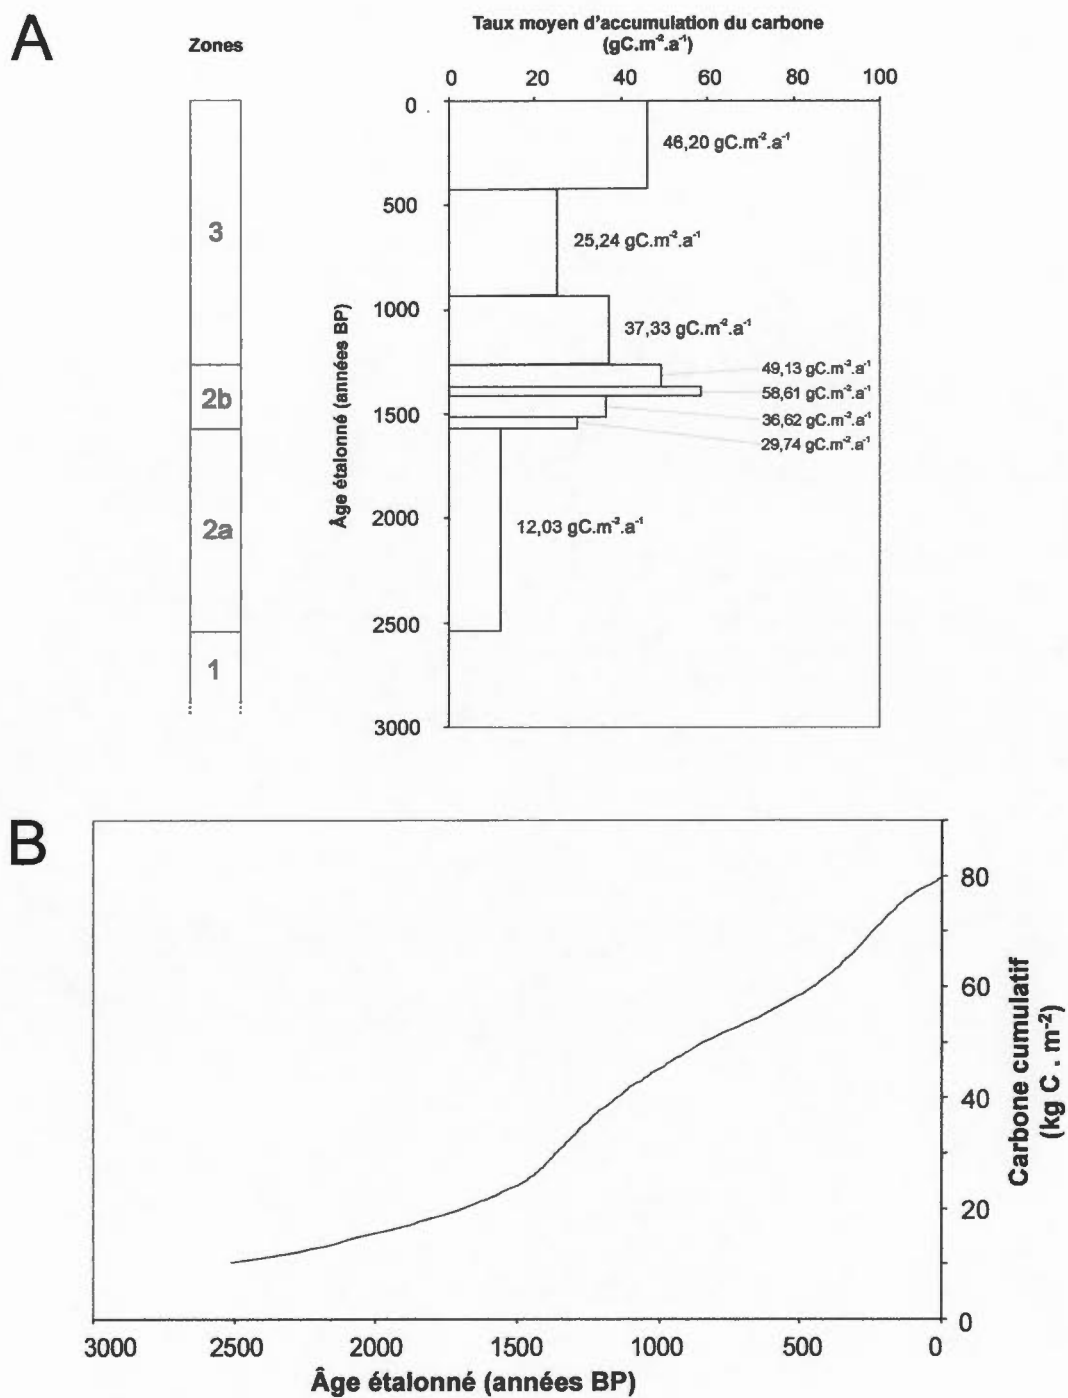 A
Zones
Taux moyen d'accumulation du carbone
(gC.m⁻².a⁻¹)
0 20 40 60 80 100
0
500
1000
1500
2000
2500
3000
Âge étalonné (années BP)
3
2b
2a
1
46,20 gC.m⁻².a⁻¹
25,24 gC.m⁻².a⁻¹
37,33 gC.m⁻².a⁻¹
49,13 gC.m⁻².a⁻¹
58,61 gC.m⁻².a⁻¹
36,62 gC.m⁻².a⁻¹
29,74 gC.m⁻².a⁻¹
12,03 gC.m⁻².a⁻¹
B
80
60
40
20
0
Carbone cumulatif
(kg C . m⁻²)
3000 2500 2000 1500 1000 500 0
Âge étalonné (années BP)